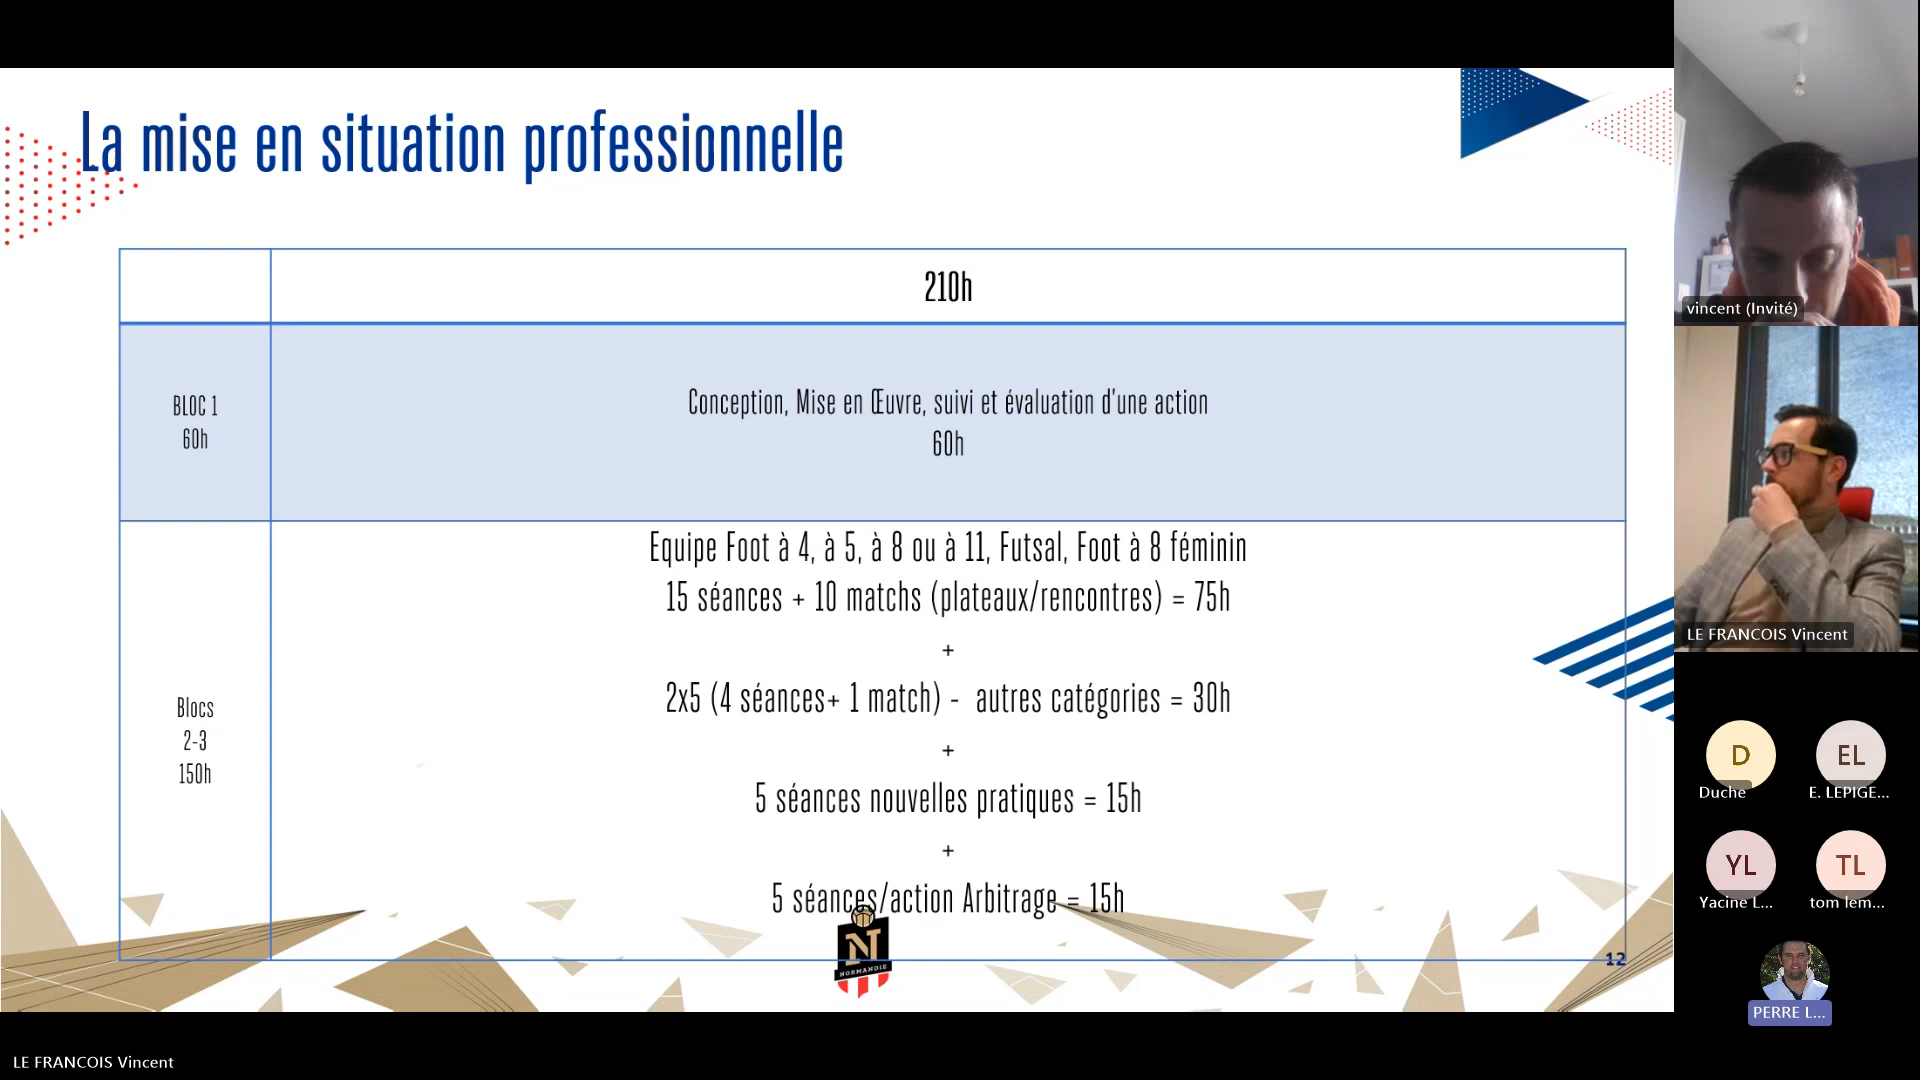 La mise en situation professionnelle
210h
BLOC 1
60h
Conception, Mise en Œuvre, suivi et évaluation d'une action
60h
Blocs
2-3
150h
Equipe Foot à 4, à 5, à 8 ou à 11, Futsal, Foot à 8 féminin
15 séances + 10 matchs (plateaux/rencontres) = 75h
+
2x5 (4 séances+ 1 match) - autres catégories = 30h
+
5 séances nouvelles pratiques = 15h
+
5 séances/action Arbitrage = 15h
N
NORMANDIE
12
vincent (Invité)
LE FRANCOIS Vincent
D
Duche
EL
E. LEPIGE...
YL
Yacine L...
TL
tom lem...
PERRE L...
LE FRANCOIS Vincent